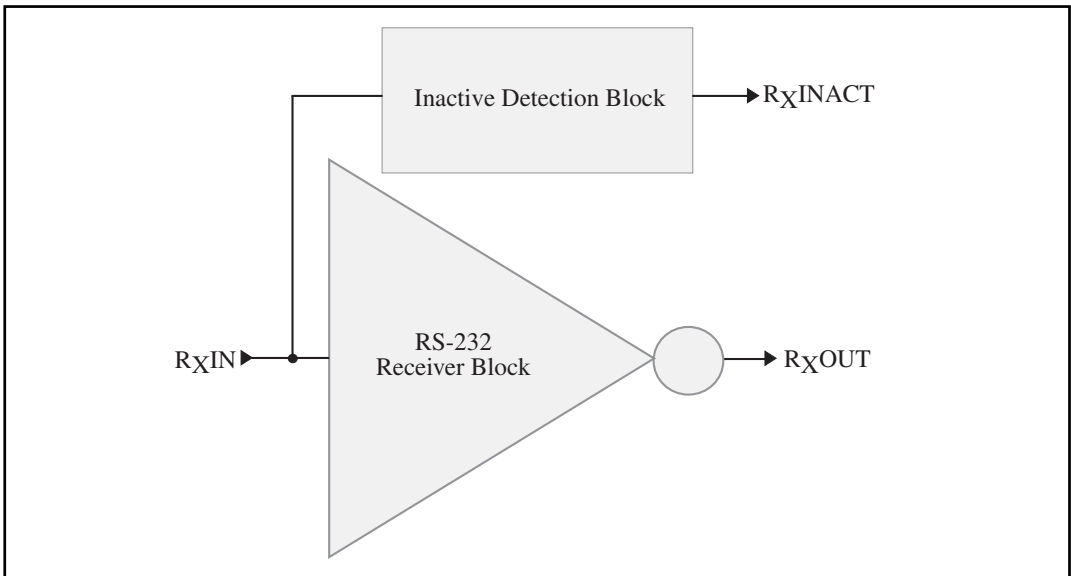 Inactive Detection Block
RXINACT
RXIN
RS-232
Receiver Block
RXOUT